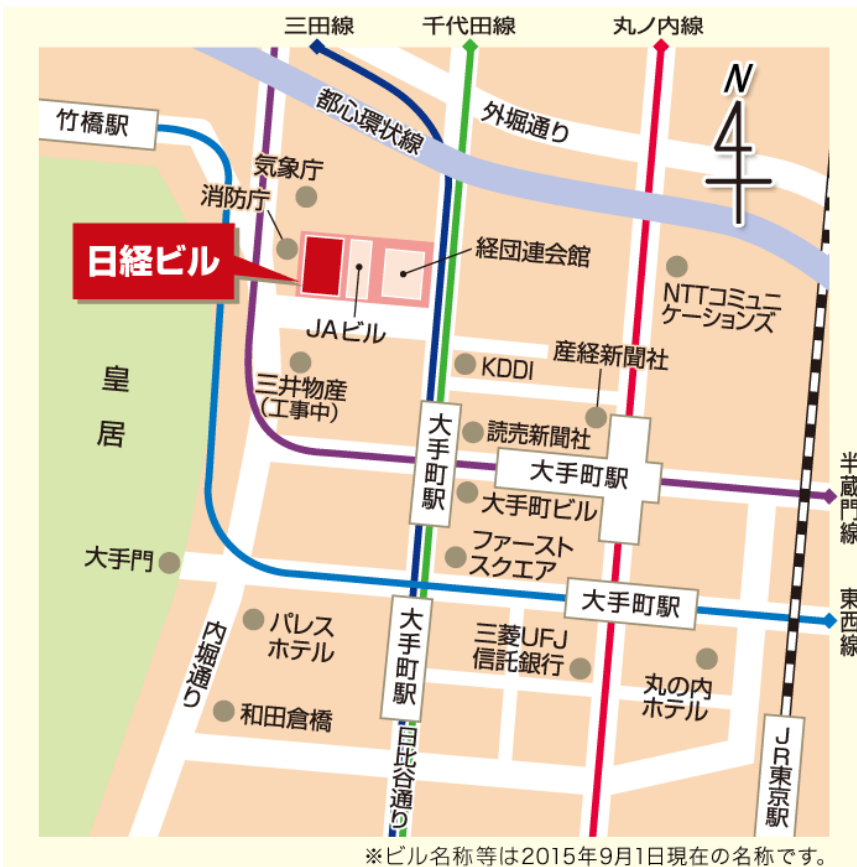 三田線
千代田線
丸ノ内線
竹橋駅
都心環状線
外堀通り
N
気象庁
消防庁
日経ビル
経団連会館
JAビル
NTTコミュニ
ケーションズ
皇居
三井物産
(工事中)
KDDI
産経新聞社
大手町駅
読売新聞社
大手町駅
半蔵門線
大手町ビル
大手門
ファースト
スクエア
大手町駅
東西線
内堀通り
パレス
ホテル
大手町駅
三菱UFJ
信託銀行
丸の内
ホテル
和田倉橋
日比谷通り
JR東京駅
※ビル名称等は2015年9月1日現在の名称です。